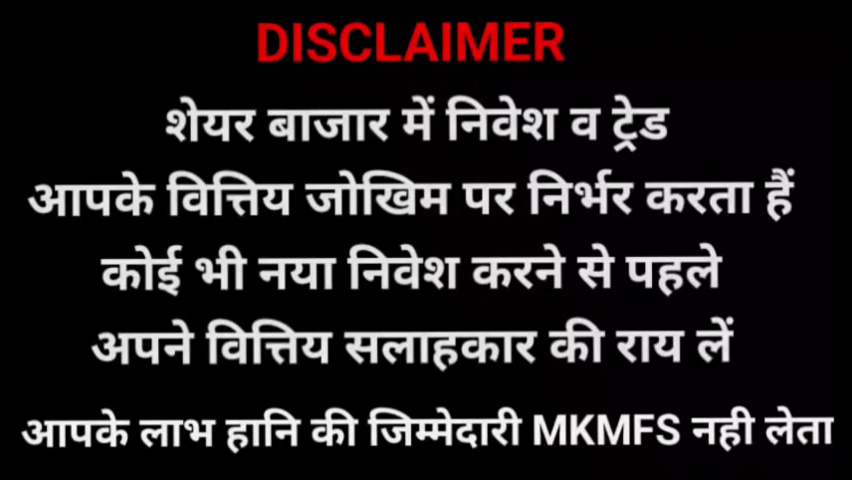 DISCLAIMER
शेयर बाजार में निवेश व ट्रेड
आपके वित्तिय जोखिम पर निर्भर करता हैं
कोई भी नया निवेश करने से पहले
अपने वित्तिय सलाहकार की राय लें
आपके लाभ हानि की जिम्मेदारी MKMFS नही लेता